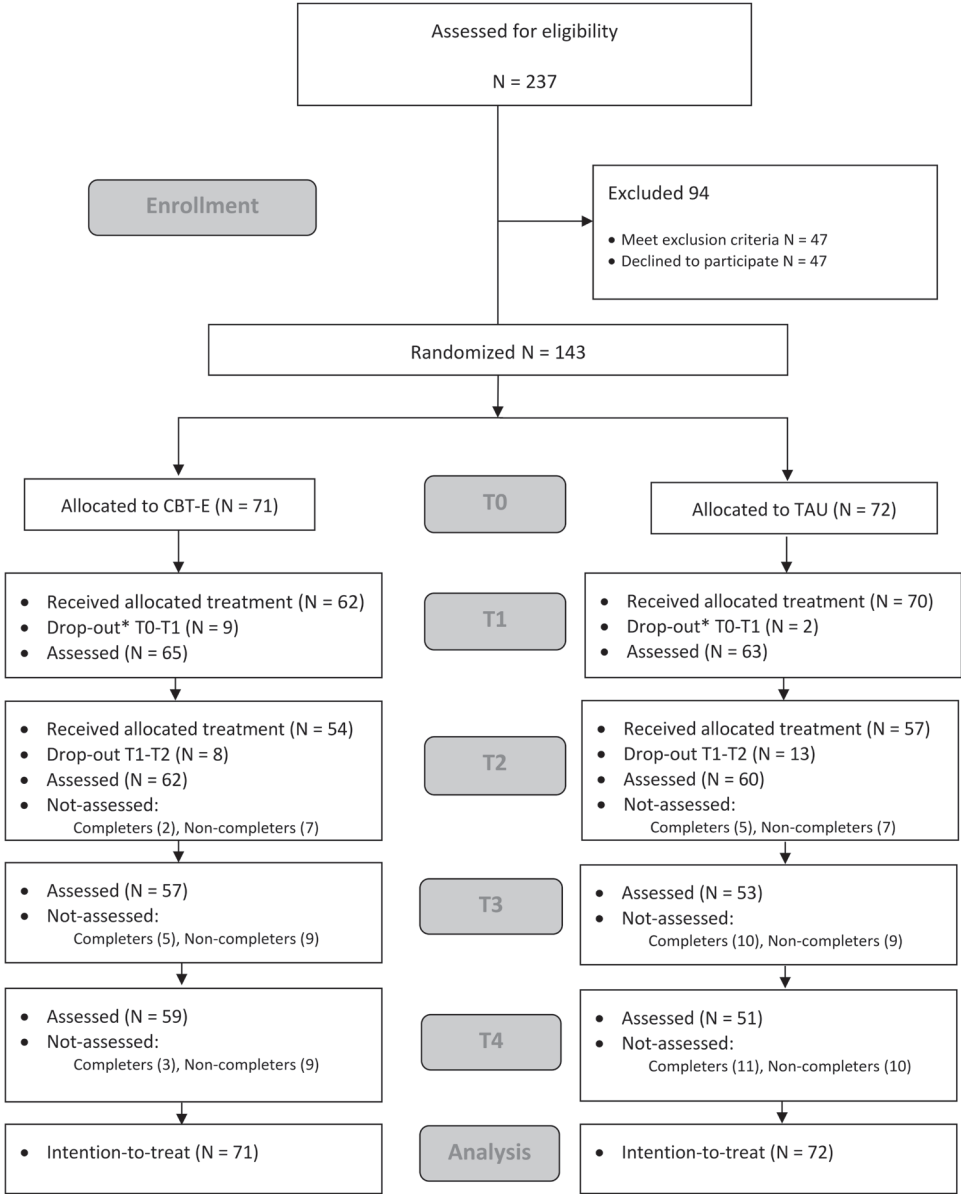 Assessed for eligibility
N = 237
Enrollment
Excluded 94
• Meet exclusion criteria N = 47
• Declined to participate N = 47
Randomized N = 143
Allocated to CBT-E (N = 71)
T0
Allocated to TAU (N = 72)
• Received allocated treatment (N = 62)
• Drop-out* T0-T1 (N = 9)
• Assessed (N = 65)
T1
• Received allocated treatment (N = 70)
• Drop-out* T0-T1 (N = 2)
• Assessed (N = 63)
• Received allocated treatment (N = 54)
• Drop-out T1-T2 (N = 8)
• Assessed (N = 62)
• Not-assessed:
Completers (2), Non-completers (7)
T2
• Received allocated treatment (N = 57)
• Drop-out T1-T2 (N = 13)
• Assessed (N = 60)
• Not-assessed:
Completers (5), Non-completers (7)
• Assessed (N = 57)
• Not-assessed:
Completers (5), Non-completers (9)
T3
• Assessed (N = 53)
• Not-assessed:
Completers (10), Non-completers (9)
• Assessed (N = 59)
• Not-assessed:
Completers (3), Non-completers (9)
T4
• Assessed (N = 51)
• Not-assessed:
Completers (11), Non-completers (10)
• Intention-to-treat (N = 71)
Analysis
• Intention-to-treat (N = 72)